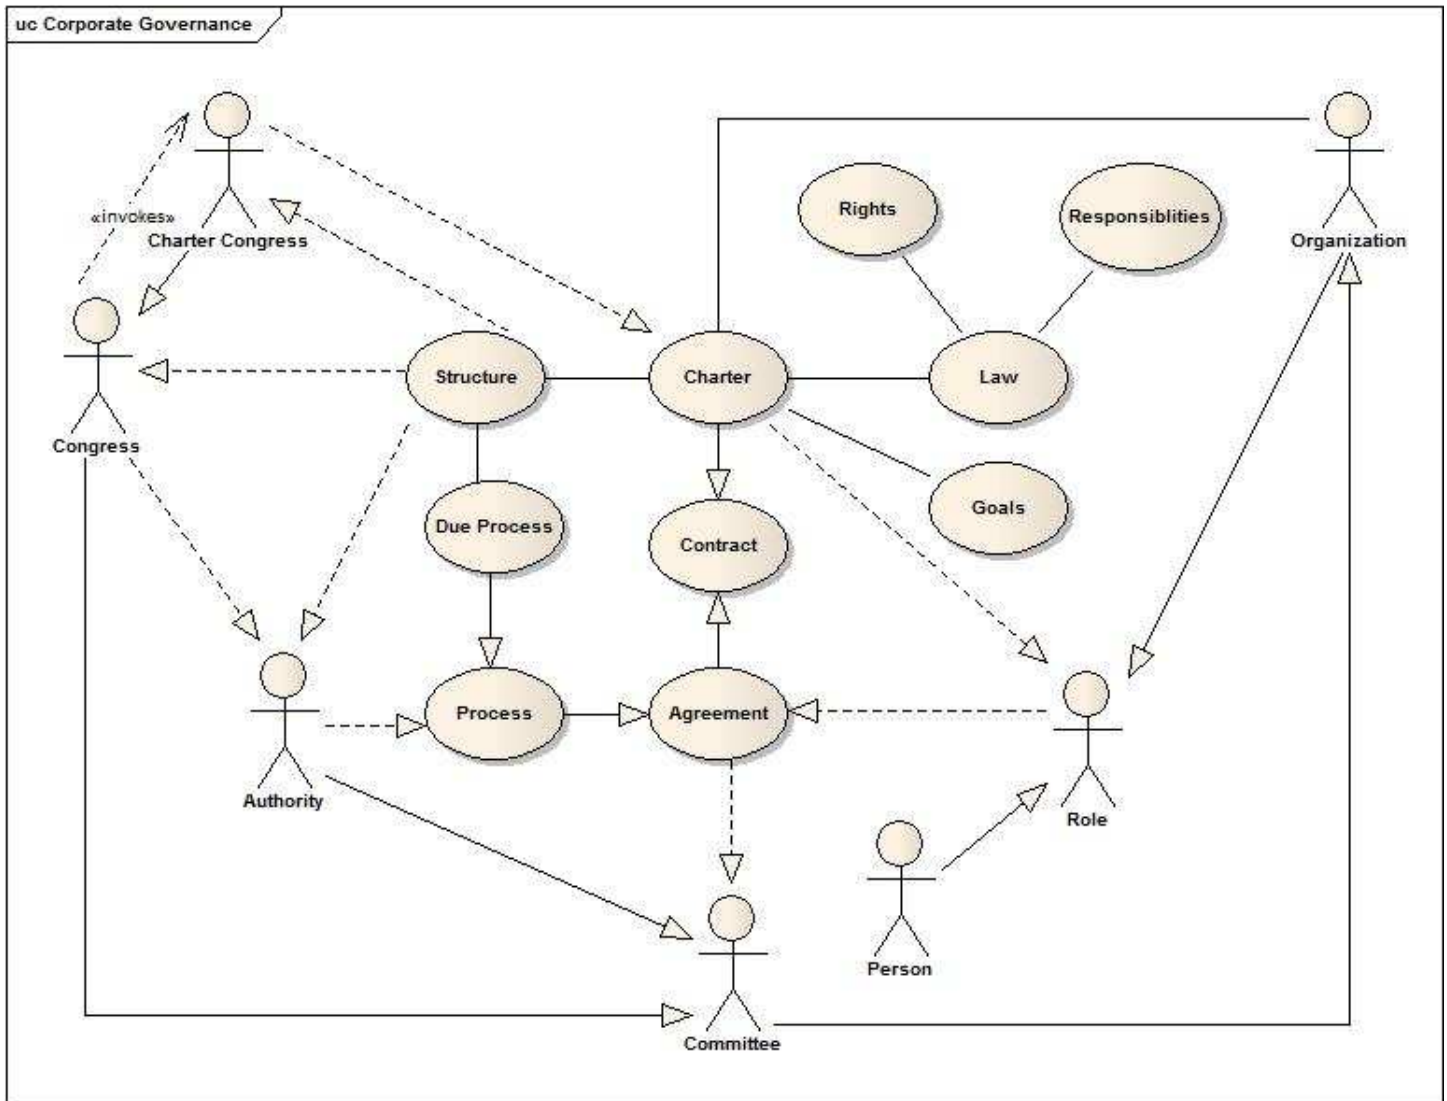 uc Corporate Governance
«invokes»
Charter Congress
Rights
Responsiblities
Organization
Structure
Charter
Law
Congress
Due Process
Contract
Goals
Process
Agreement
Authority
Role
Person
Committee